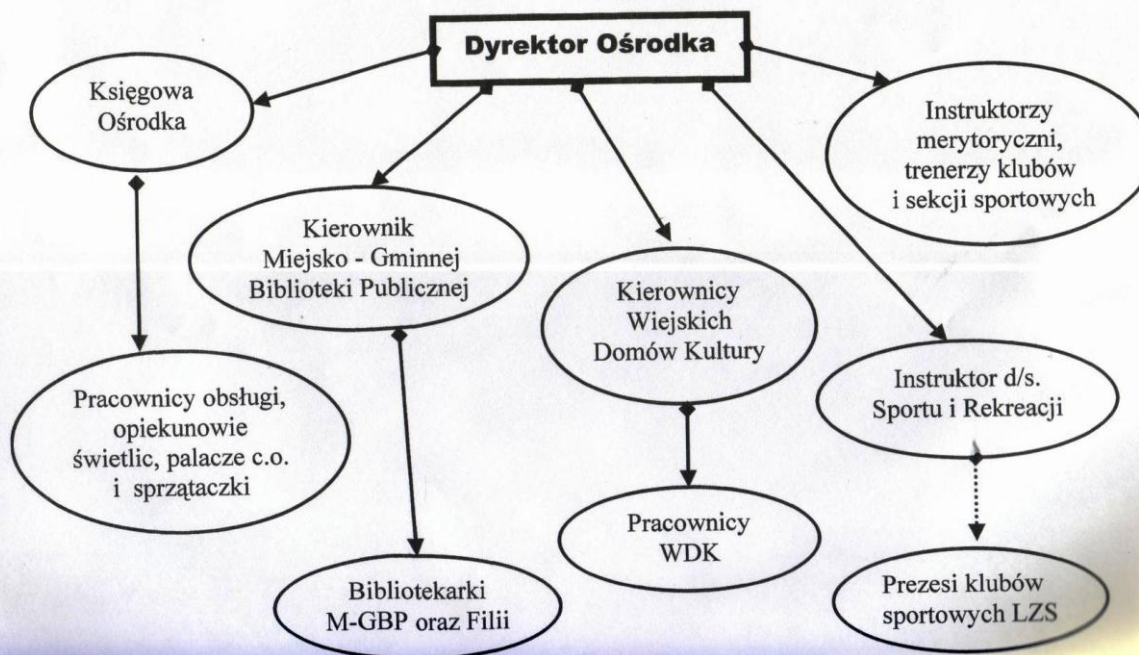 Dyrektor Ośrodka
Księgowa
Ośrodka
Instruktorzy
merytoryczni,
trenerzy klubów
i sekcji sportowych
Kierownik
Miejsko - Gminnej
Biblioteki Publicznej
Kierownicy
Wiejskich
Domów Kultury
Instruktor d/s.
Sportu i Rekreacji
Pracownicy obsługi,
opiekunowie
świetlic, palacze c.o.
i sprzątaczki
Pracownicy
WDK
Bibliotekarki
M-GBP oraz Filii
Prezesi klubów
sportowych LZS